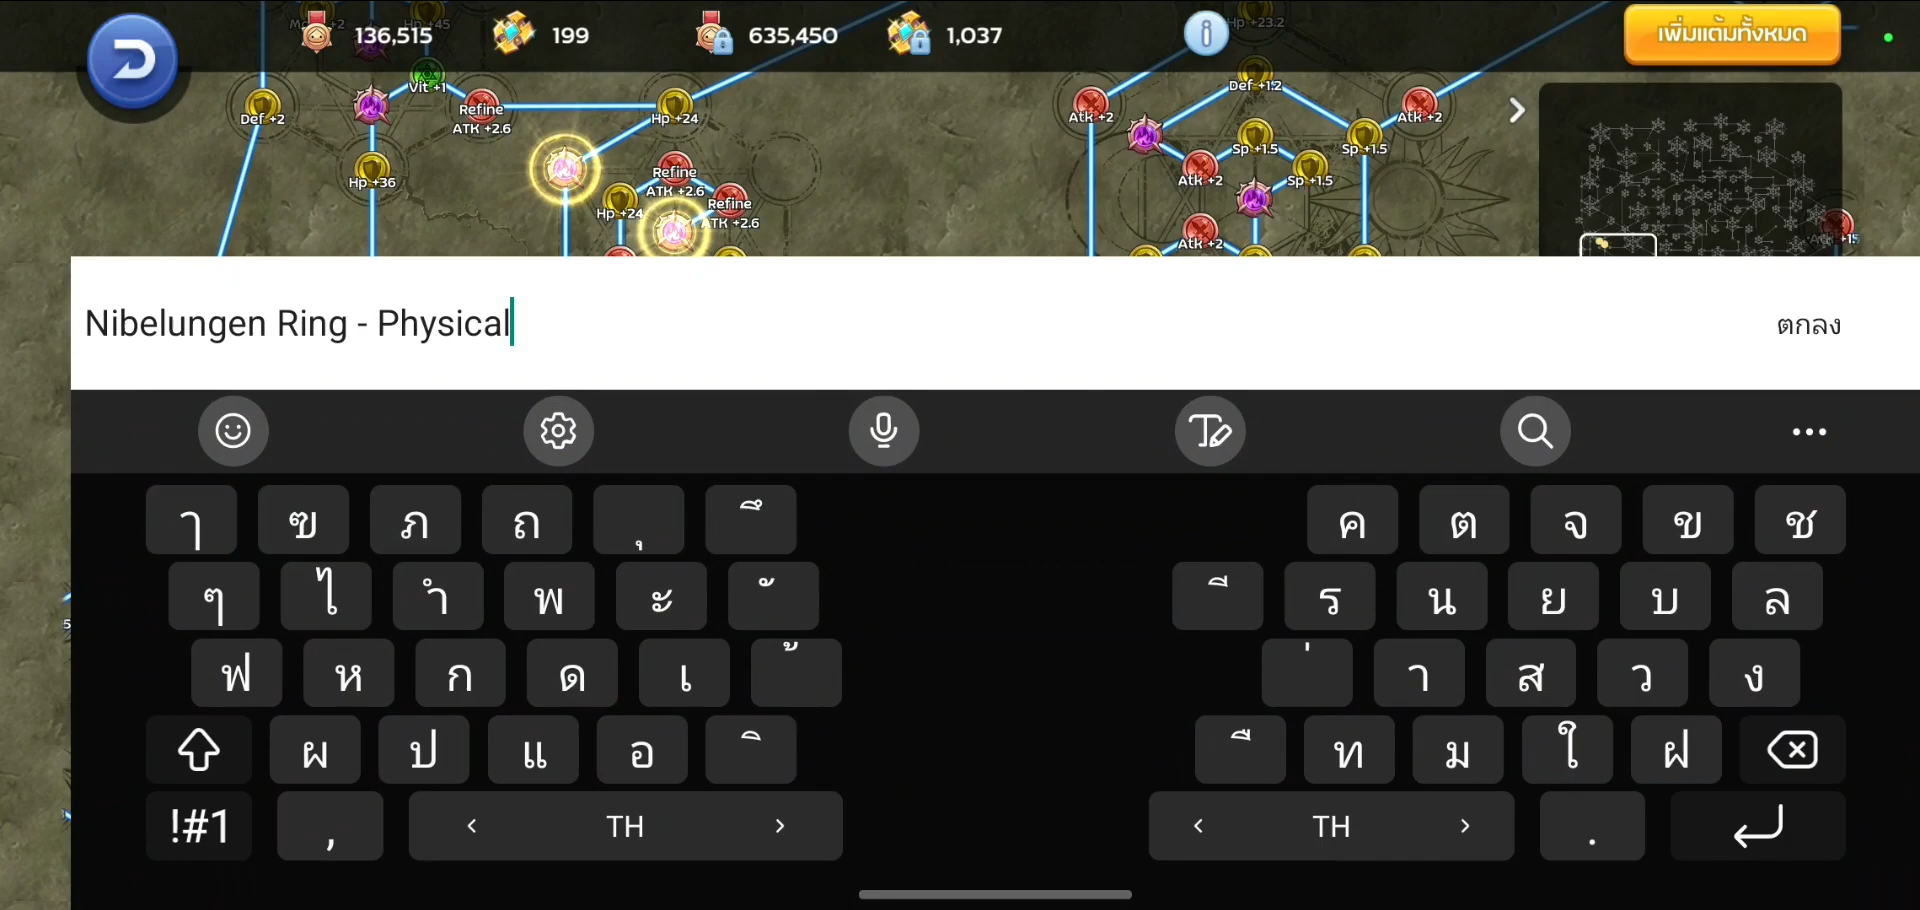 136,515 199 635,450 1,037 เพิ่มแต้มทั้งหมด
Hp +45
Hp +23.2
Vit +1
Def +2
Refine
ATK +2.6
Hp +24
Hp +36
Refine
ATK +2.6
Hp +24
Refine
ATK +2.6
Def +1.2
Atk +2
Atk +2
Sp +1.5
Sp +1.5
Atk +2
Sp +1.5
Atk +2
Nibelungen Ring - Physical ตกลง
ๅ ฃ ภ ถ ุ ึ ค ต จ ข ช
ๆ ไ ำ พ ะ ั ี ร น ย บ ล
ฟ ห ก ด เ ้ ่ า ส ว ง
ผ ป แ อ ิ ื ท ม ใ ฝ
!#1 , < TH > < TH > .